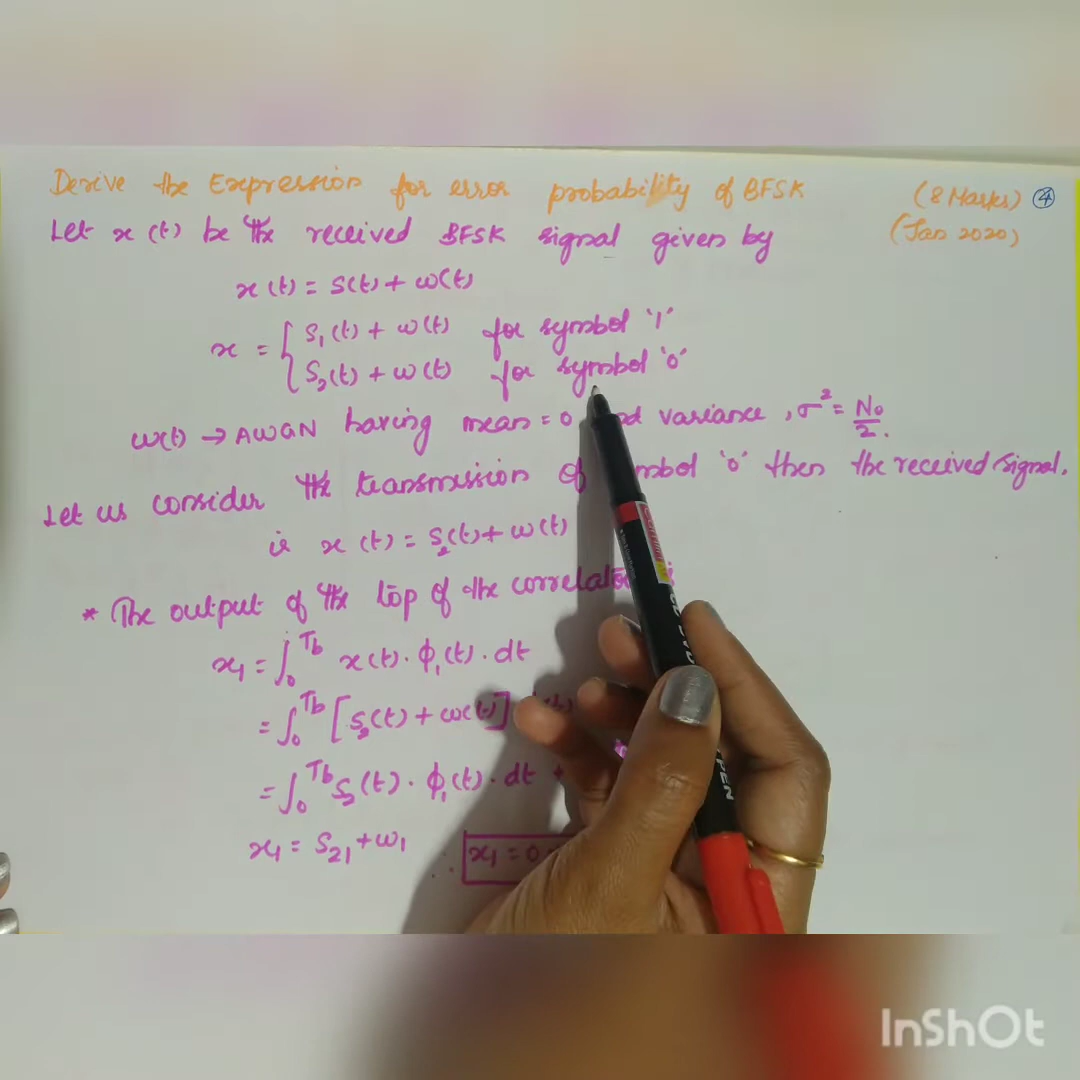 Derive the Expression for error probability of BFSK (8 Marks) 4
Let x(t) be the received BFSK signal given by (Jan 2020)
x(t) = S(t) + w(t)
x = { S₁(t) + w(t) for symbol '1'
S₂(t) + w(t) for symbol '0'
w(t) → AWGN having mean = 0 variance, σ² = N₀/2.
Let us consider the transmission of symbol '0' then the received signal.
is x(t) = S₂(t) + w(t)
* The output of the top of the correlator
x₁ = ∫₀^Tb x(t) · φ₁(t) · dt
= ∫₀^Tb [S₂(t) + w(t)]
= ∫₀^Tb S₂(t) · φ₁(t) · dt +
x₁ = S₂₁ + w₁ ∴ x₁ = 0
InShOt